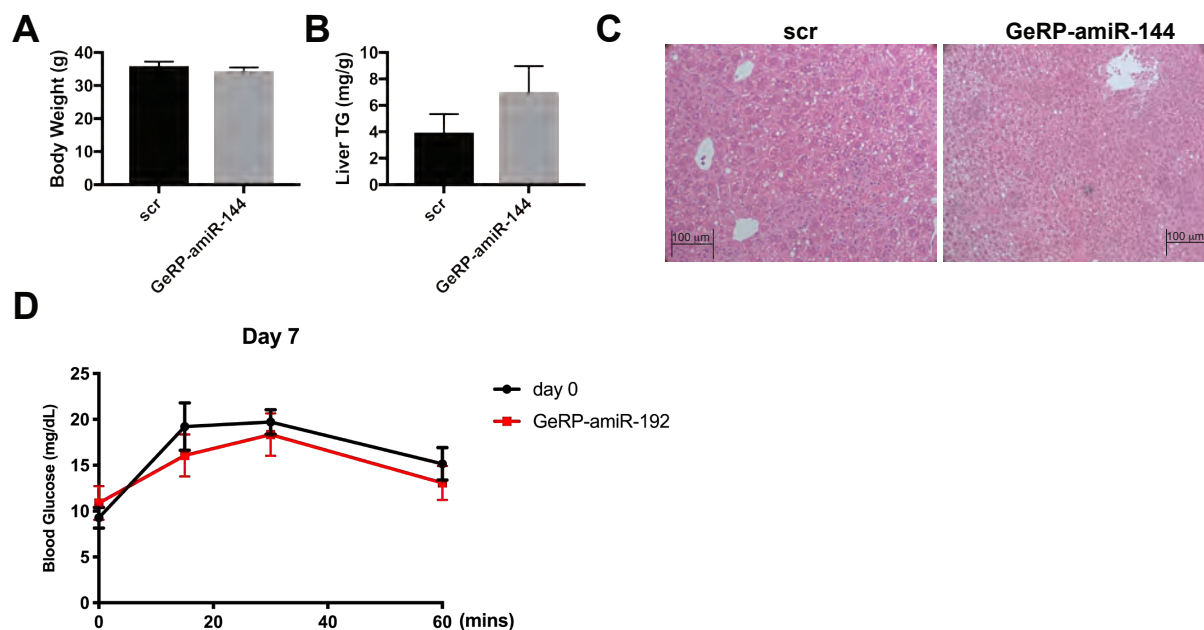 A
Body Weight (g)
40
30
20
10
0
scr
GeRP-amiR-144
B
Liver TG (mg/g)
10
8
6
4
2
0
scr
GeRP-amiR-144
C
scr
GeRP-amiR-144
100 μm
100 μm
D
Day 7
Blood Glucose (mg/dL)
25
20
15
10
5
0
0
20
40
60
(mins)
day 0
GeRP-amiR-192